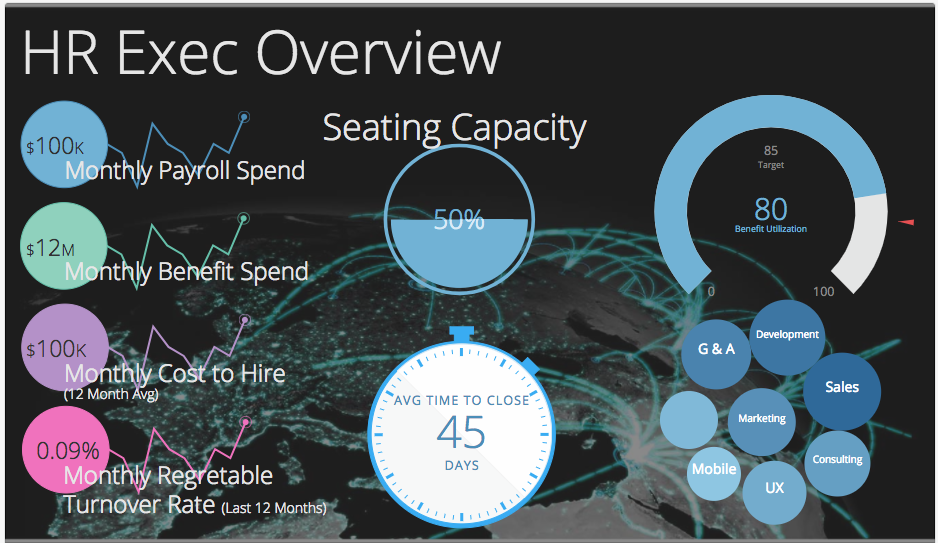 HR Exec Overview
$100K
Monthly Payroll Spend
$12M
Monthly Benefit Spend
$100K
Monthly Cost to Hire
(12 Month Avg)
0.09%
Monthly Regretable
Turnover Rate (Last 12 Months)
Seating Capacity
50%
AVG TIME TO CLOSE
45
DAYS
85
Target
80
Benefit Utilization
0
100
G & A
Development
Sales
Marketing
Consulting
Mobile
UX